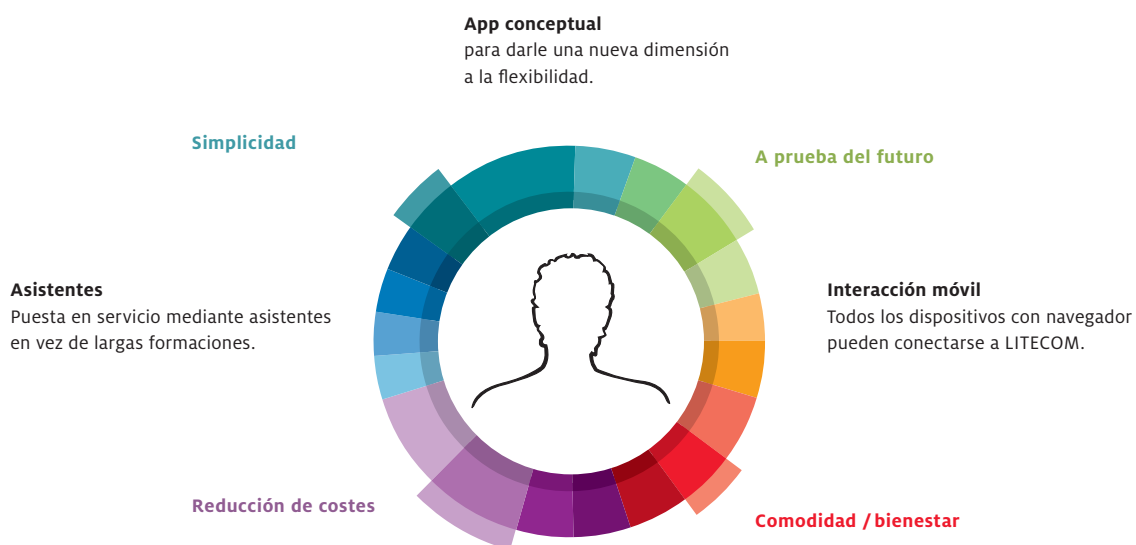 App conceptual
para darle una nueva dimensión
a la flexibilidad.
Simplicidad
A prueba del futuro
Asistentes
Puesta en servicio mediante asistentes
en vez de largas formaciones.
Interacción móvil
Todos los dispositivos con navegador
pueden conectarse a LITECOM.
Reducción de costes
Comodidad / bienestar